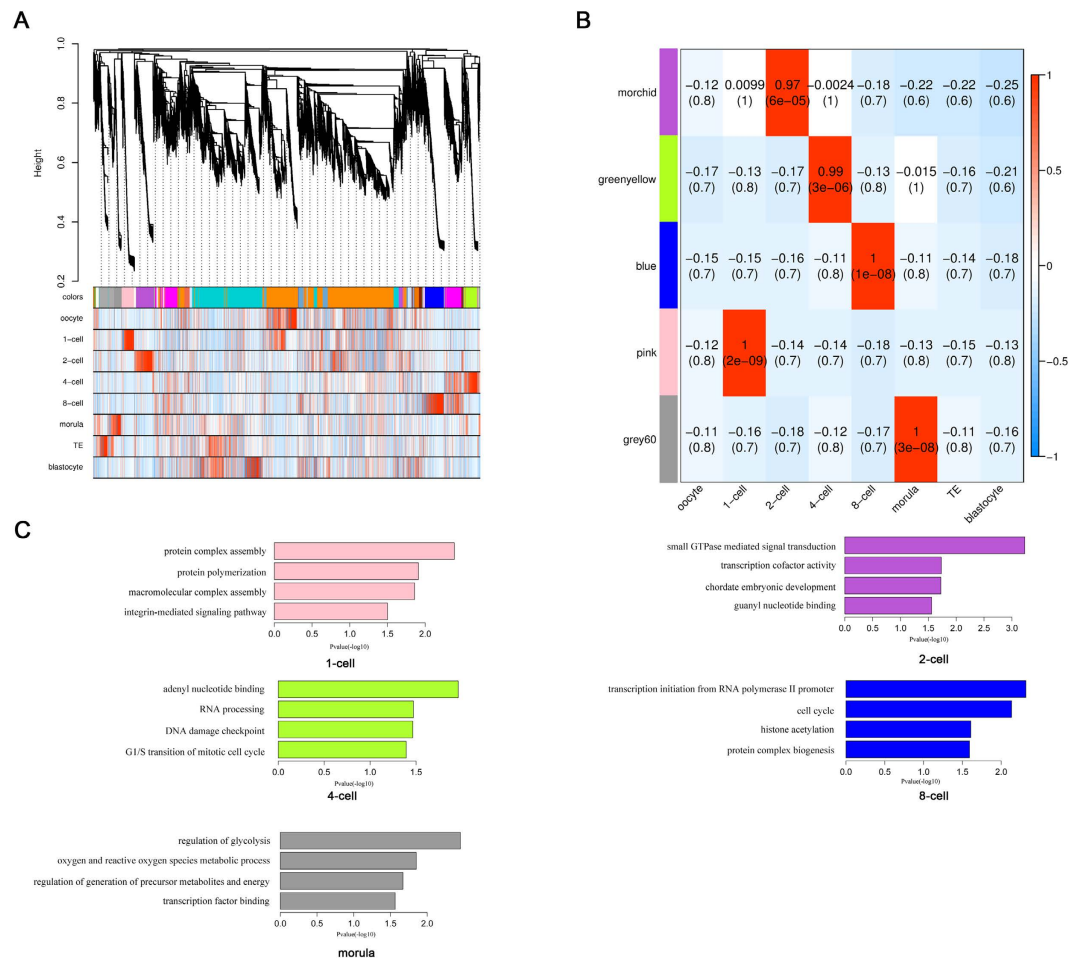 A
1.0
0.8
0.6
0.4
0.2
Height
colors
oocyte
1-cell
2-cell
4-cell
8-cell
morula
TE
blastocyte
B
morchid
−0.12 0.0099 0.97 −0.0024 −0.18 −0.22 −0.22 −0.25
(0.8) (1) (6e−05) (1) (0.7) (0.6) (0.6) (0.6)
greenyellow
−0.17 −0.13 −0.17 0.99 −0.13 −0.015 −0.16 −0.21
(0.7) (0.8) (0.7) (3e−06) (0.8) (1) (0.7) (0.6)
blue
−0.15 −0.15 −0.16 −0.11 1 −0.11 −0.14 −0.18
(0.7) (0.7) (0.7) (0.8) (1e−08) (0.8) (0.7) (0.7)
pink
−0.12 1 −0.14 −0.14 −0.18 −0.13 −0.15 −0.13
(0.8) (2e−09) (0.7) (0.7) (0.7) (0.8) (0.7) (0.8)
grey60
−0.11 −0.16 −0.18 −0.12 −0.17 1 −0.11 −0.16
(0.8) (0.7) (0.7) (0.8) (0.7) (3e−08) (0.8) (0.7)
oocyte 1-cell 2-cell 4-cell 8-cell morula TE blastocyte
1
0.5
0
−0.5
−1
C
protein complex assembly
protein polymerization
macromolecular complex assembly
integrin-mediated signaling pathway
0.0 0.5 1.0 1.5 2.0
Pvalue(-log10)
1-cell
small GTPase mediated signal transduction
transcription cofactor activity
chordate embryonic development
guanyl nucleotide binding
0.0 0.5 1.0 1.5 2.0 2.5 3.0
Pvalue(-log10)
2-cell
adenyl nucleotide binding
RNA processing
DNA damage checkpoint
G1/S transition of mitotic cell cycle
0.0 0.5 1.0 1.5
Pvalue(-log10)
4-cell
transcription initiation from RNA polymerase II promoter
cell cycle
histone acetylation
protein complex biogenesis
0.0 0.5 1.0 1.5 2.0
Pvalue(-log10)
8-cell
regulation of glycolysis
oxygen and reactive oxygen species metabolic process
regulation of generation of precursor metabolites and energy
transcription factor binding
0.0 0.5 1.0 1.5 2.0
Pvalue(-log10)
morula